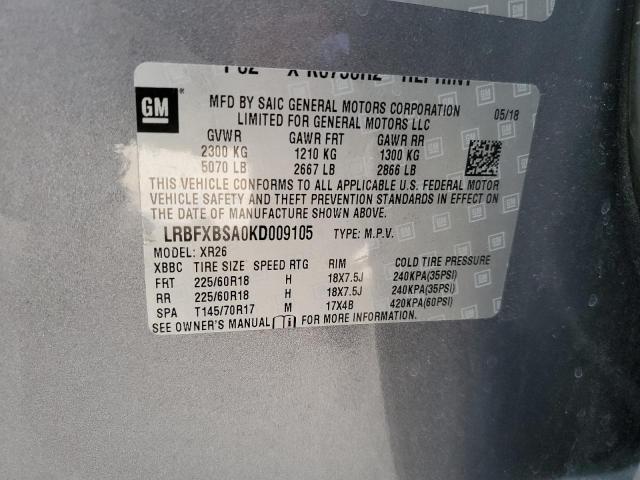 GM
MFD BY SAIC GENERAL MOTORS CORPORATION 05/18
LIMITED FOR GENERAL MOTORS LLC
GVWR GAWR FRT GAWR RR
2300 KG 1210 KG 1300 KG
5070 LB 2667 LB 2866 LB
THIS VEHICLE CONFORMS TO ALL APPLICABLE U.S. FEDERAL MOTOR
VEHICLE SAFETY AND THEFT PREVENTION STANDARDS IN EFFECT ON
THE DATE OF MANUFACTURE SHOWN ABOVE.
LRBFXBSA0KD009105 TYPE: M.P.V.
MODEL: XR26
XBBC TIRE SIZE SPEED RTG RIM COLD TIRE PRESSURE
FRT 225/60R18 H 18X7.5J 240KPA(35PSI)
RR 225/60R18 H 18X7.5J 240KPA(35PSI)
SPA T145/70R17 M 17X4B 420KPA(60PSI)
SEE OWNER'S MANUAL FOR MORE INFORMATION.